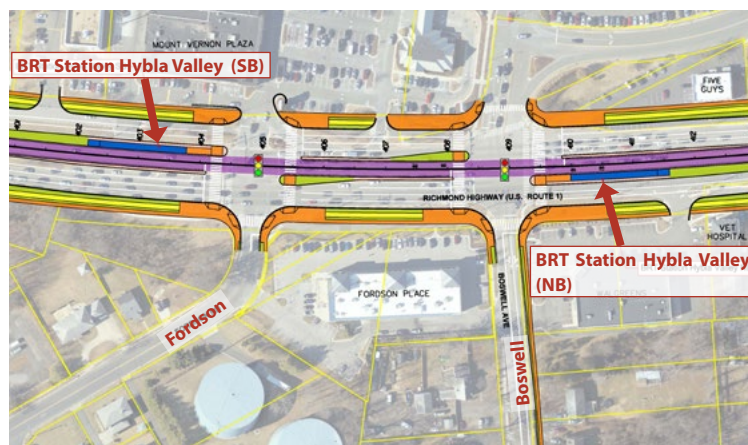 MOUNT VERNON PLAZA
BRT Station Hybla Valley (SB)
FIVE
GUYS
RICHMOND HIGHWAY (U.S. ROUTE 1)
VET
HOSPITAL
BRT Station Hybla Valley
(NB)
WALGREENS
FORDSON PLACE
BOSWELL AVE
Fordson
Boswell